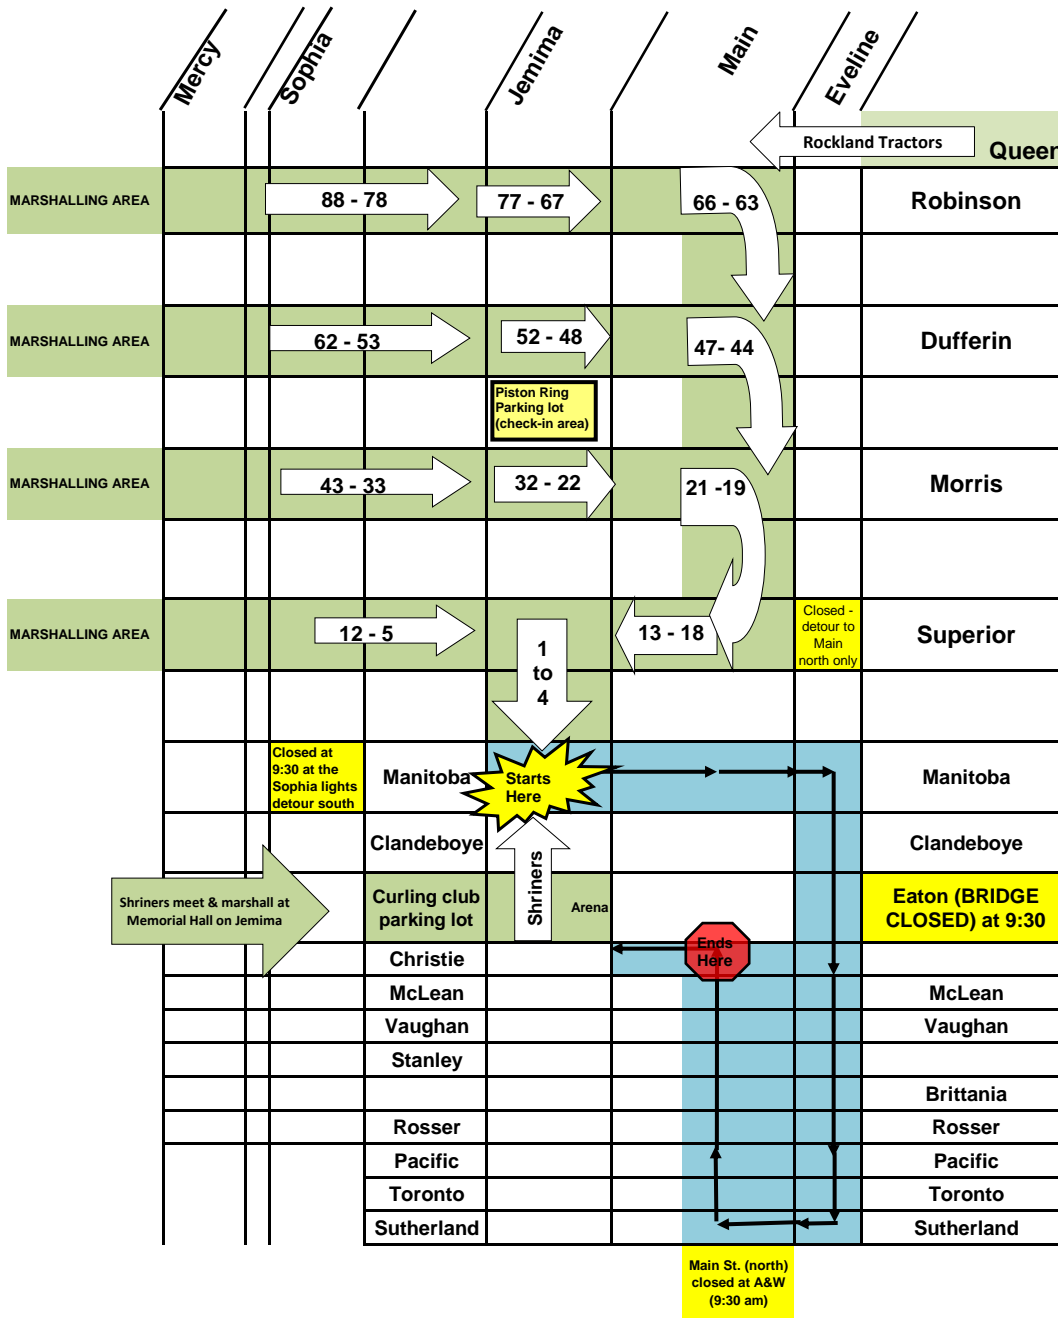 Mercy
Sophia
Jemima
Main
Eveline
Rockland Tractors
Queen
MARSHALLING AREA
88 - 78
77 - 67
66 - 63
Robinson
MARSHALLING AREA
62 - 53
52 - 48
47- 44
Dufferin
Piston Ring
Parking lot
(check-in area)
MARSHALLING AREA
43 - 33
32 - 22
21 -19
Morris
MARSHALLING AREA
12 - 5
1
to
4
13 - 18
Closed -
detour to
Main
north only
Superior
Closed at
9:30 at the
Sophia lights
detour south
Manitoba
Starts
Here
Manitoba
Clandeboye
Clandeboye
Shriners meet & marshall at
Memorial Hall on Jemima
Curling club
parking lot
Shriners
Arena
Eaton (BRIDGE
CLOSED) at 9:30
Christie
Ends
Here
McLean
McLean
Vaughan
Vaughan
Stanley
Brittania
Rosser
Rosser
Pacific
Pacific
Toronto
Toronto
Sutherland
Sutherland
Main St. (north)
closed at A&W
(9:30 am)